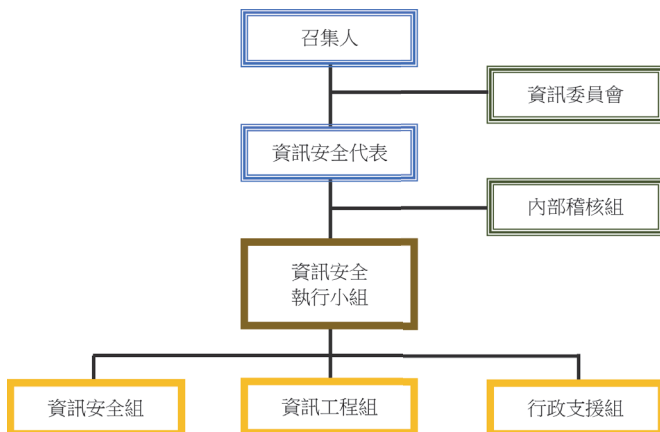 召集人
資訊委員會
資訊安全代表
內部稽核組
資訊安全
執行小組
資訊安全組
資訊工程組
行政支援組